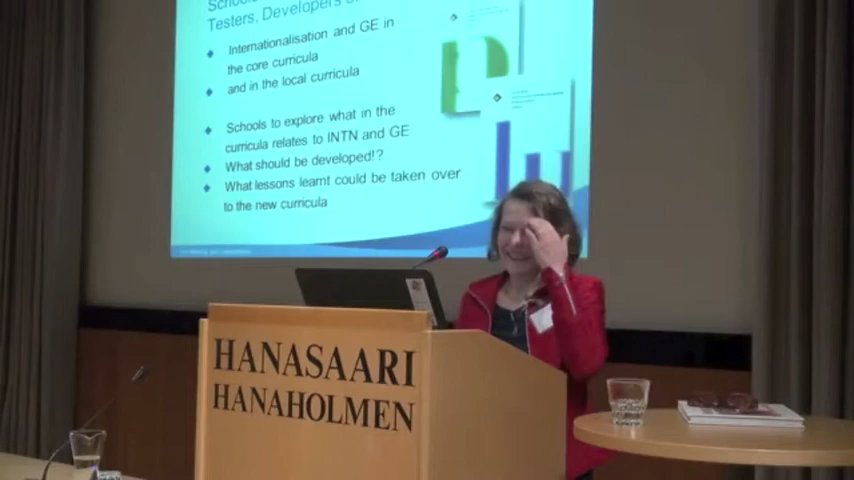 Schools
Testers, Developers
Internationalisation and GE in
the core curricula
and in the local curricula
Schools to explore what in the
curricula relates to INTN and GE
What should be developed!?
What lessons learnt could be taken over
to the new curricula
HANASAARI
HANAHOLMEN